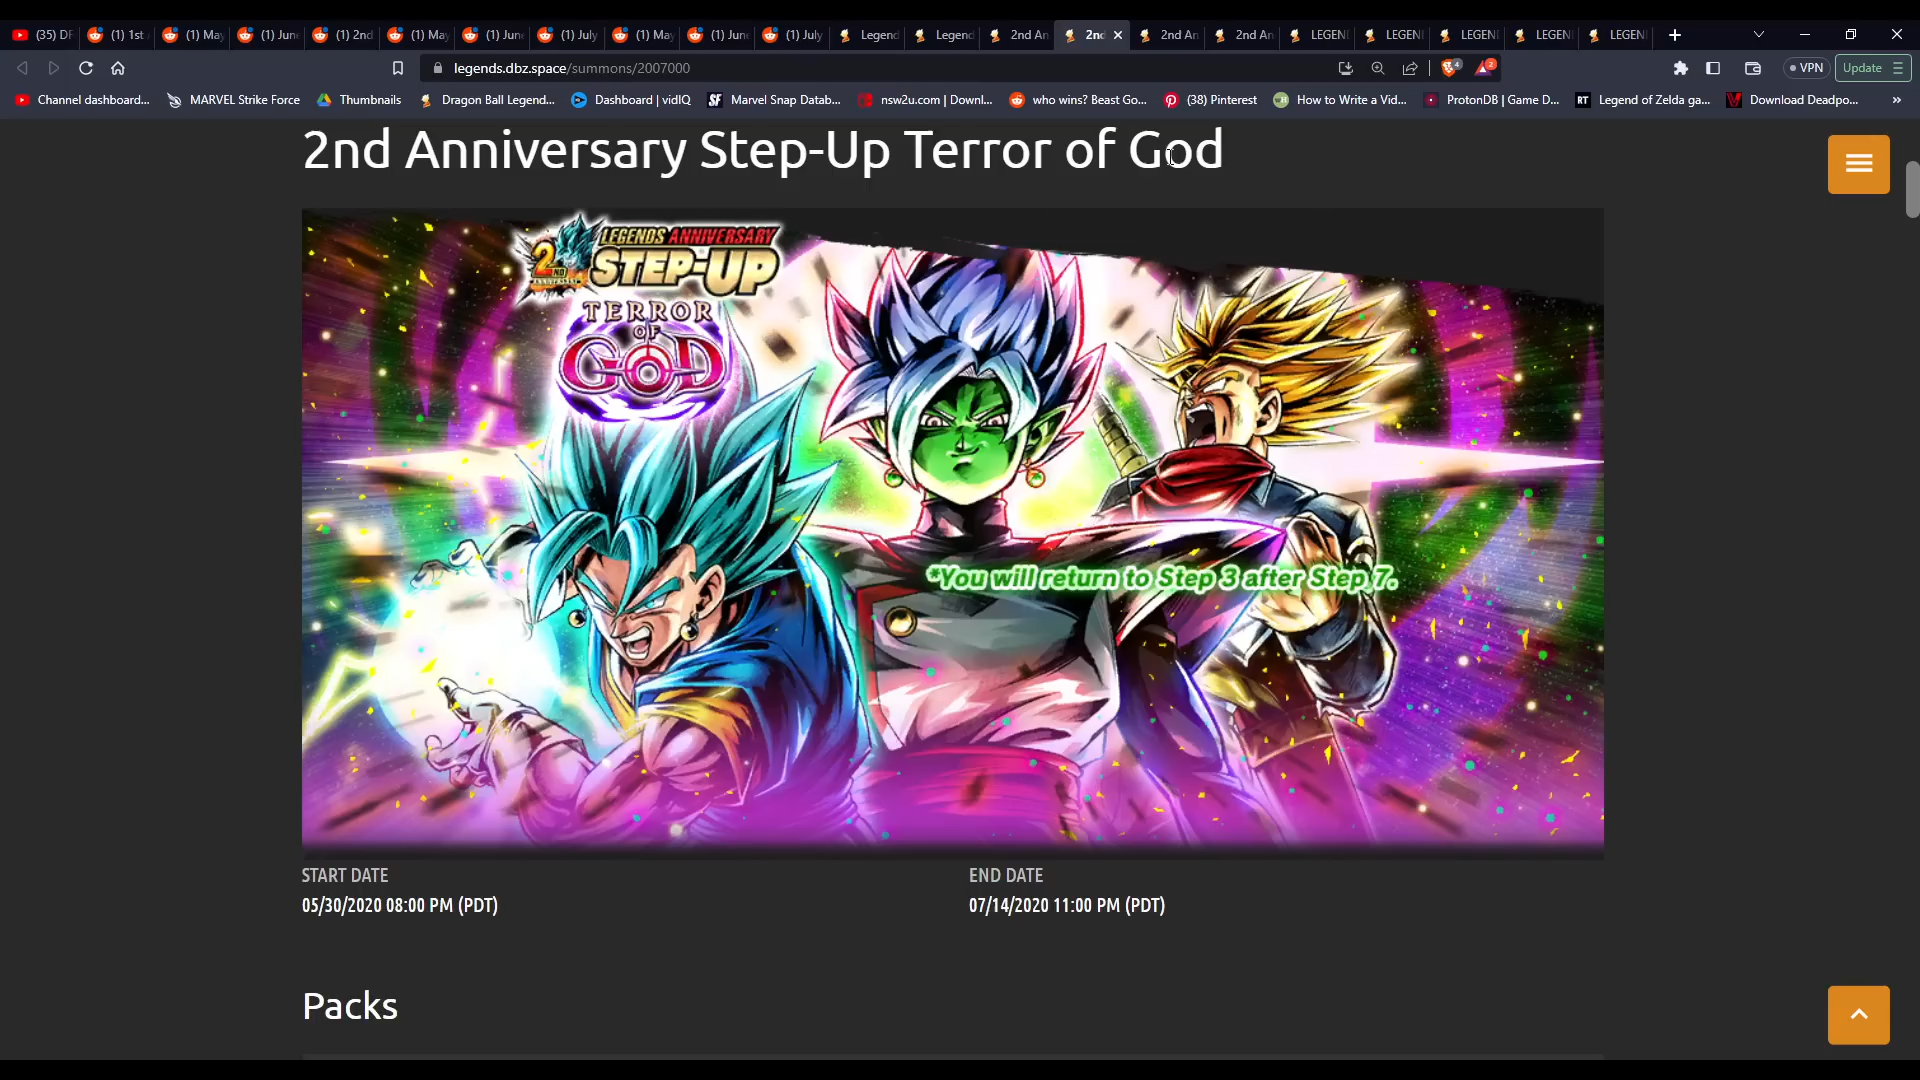 (35) DF
(1) 1st
(1) May
(1) June
(1) 2nd
(1) May
(1) June
(1) July
(1) May
(1) June
(1) July
Legend
Legend
2nd An
2nd
2nd An
2nd An
LEGEN
LEGEN
LEGEN
LEGEN
LEGEN
legends.dbz.space/summons/2007000
4
2
VPN
Update
Channel dashboard...
MARVEL Strike Force
Thumbnails
Dragon Ball Legend...
Dashboard | vidIQ
SF
Marvel Snap Datab...
nsw2u.com | Downl...
who wins? Beast Go...
(38) Pinterest
How to Write a Vid...
ProtonDB | Game D...
RT
Legend of Zelda ga...
Download Deadpo...
2nd Anniversary Step-Up Terror of God
2ND
ANNIVERSARY
LEGENDS ANNIVERSARY
STEP-UP
TERROR
OF
GOD
*You will return to Step 3 after Step 7.
START DATE
END DATE
05/30/2020 08:00 PM (PDT)
07/14/2020 11:00 PM (PDT)
Packs